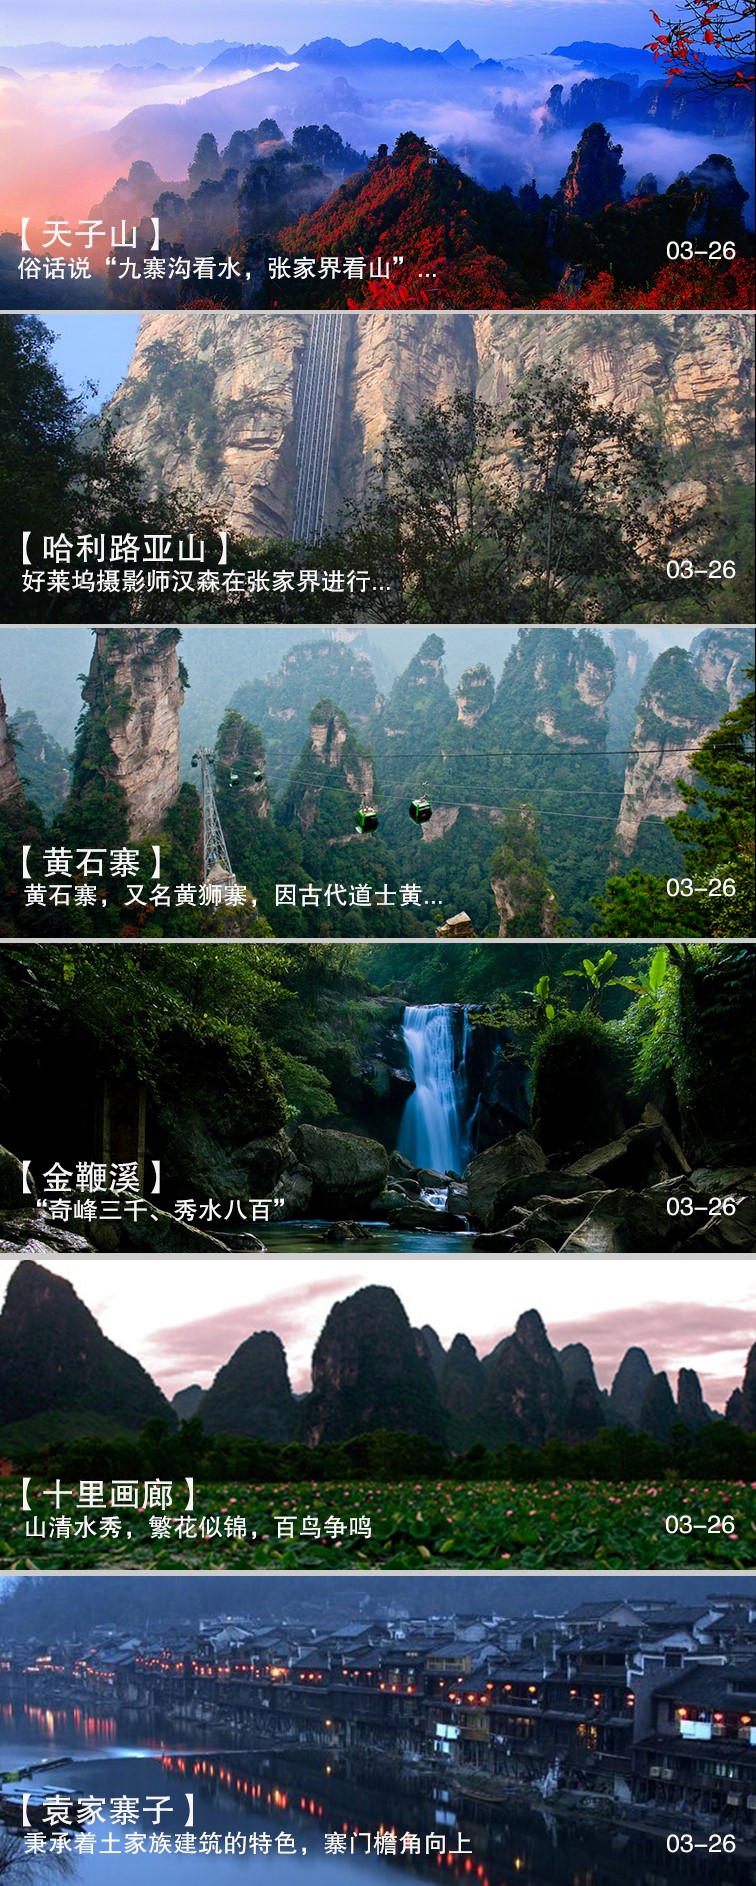 【天子山】
俗话说“九寨沟看水，张家界看山”...
03-26
【哈利路亚山】
好莱坞摄影师汉森在张家界进行...
03-26
【黄石寨】
黄石寨，又名黄狮寨，因古代道士黄...
03-26
【金鞭溪】
“奇峰三千、秀水八百”
03-26
【十里画廊】
山清水秀，繁花似锦，百鸟争鸣
03-26
【袁家寨子】
秉承着土家族建筑的特色，寨门檐角向上
03-26